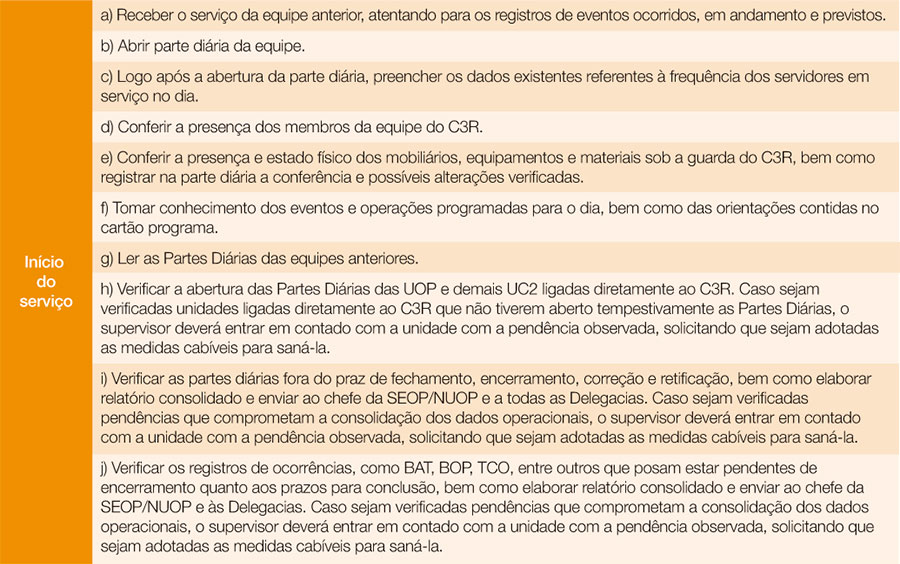 Início
do
serviço
a) Receber o serviço da equipe anterior, atentando para os registros de eventos ocorridos, em andamento e previstos.
b) Abrir parte diária da equipe.
c) Logo após a abertura da parte diária, preencher os dados existentes referentes à frequência dos servidores em
serviço no dia.
d) Conferir a presença dos membros da equipe do C3R.
e) Conferir a presença e estado físico dos mobiliários, equipamentos e materiais sob a guarda do C3R, bem como
registrar na parte diária a conferência e possíveis alterações verificadas.
f) Tomar conhecimento dos eventos e operações programadas para o dia, bem como das orientações contidas no
cartão programa.
g) Ler as Partes Diárias das equipes anteriores.
h) Verificar a abertura das Partes Diárias das UOP e demais UC2 ligadas diretamente ao C3R. Caso sejam
verificadas unidades ligadas diretamente ao C3R que não tiverem aberto tempestivamente as Partes Diárias, o
supervisor deverá entrar em contado com a unidade com a pendência observada, solicitando que sejam adotadas
as medidas cabíveis para saná-la.
i) Verificar as partes diárias fora do praz de fechamento, encerramento, correção e retificação, bem como elaborar
relatório consolidado e enviar ao chefe da SEOP/NUOP e a todas as Delegacias. Caso sejam verificadas
pendências que comprometam a consolidação dos dados operacionais, o supervisor deverá entrar em contado
com a unidade com a pendência observada, solicitando que sejam adotadas as medidas cabíveis para saná-la.
j) Verificar os registros de ocorrências, como BAT, BOP, TCO, entre outros que posam estar pendentes de
encerramento quanto aos prazos para conclusão, bem como elaborar relatório consolidado e enviar ao chefe da
SEOP/NUOP e às Delegacias. Caso sejam verificadas pendências que comprometam a consolidação dos dados
operacionais, o supervisor deverá entrar em contado com a unidade com a pendência observada, solicitando que
sejam adotadas as medidas cabíveis para saná-la.